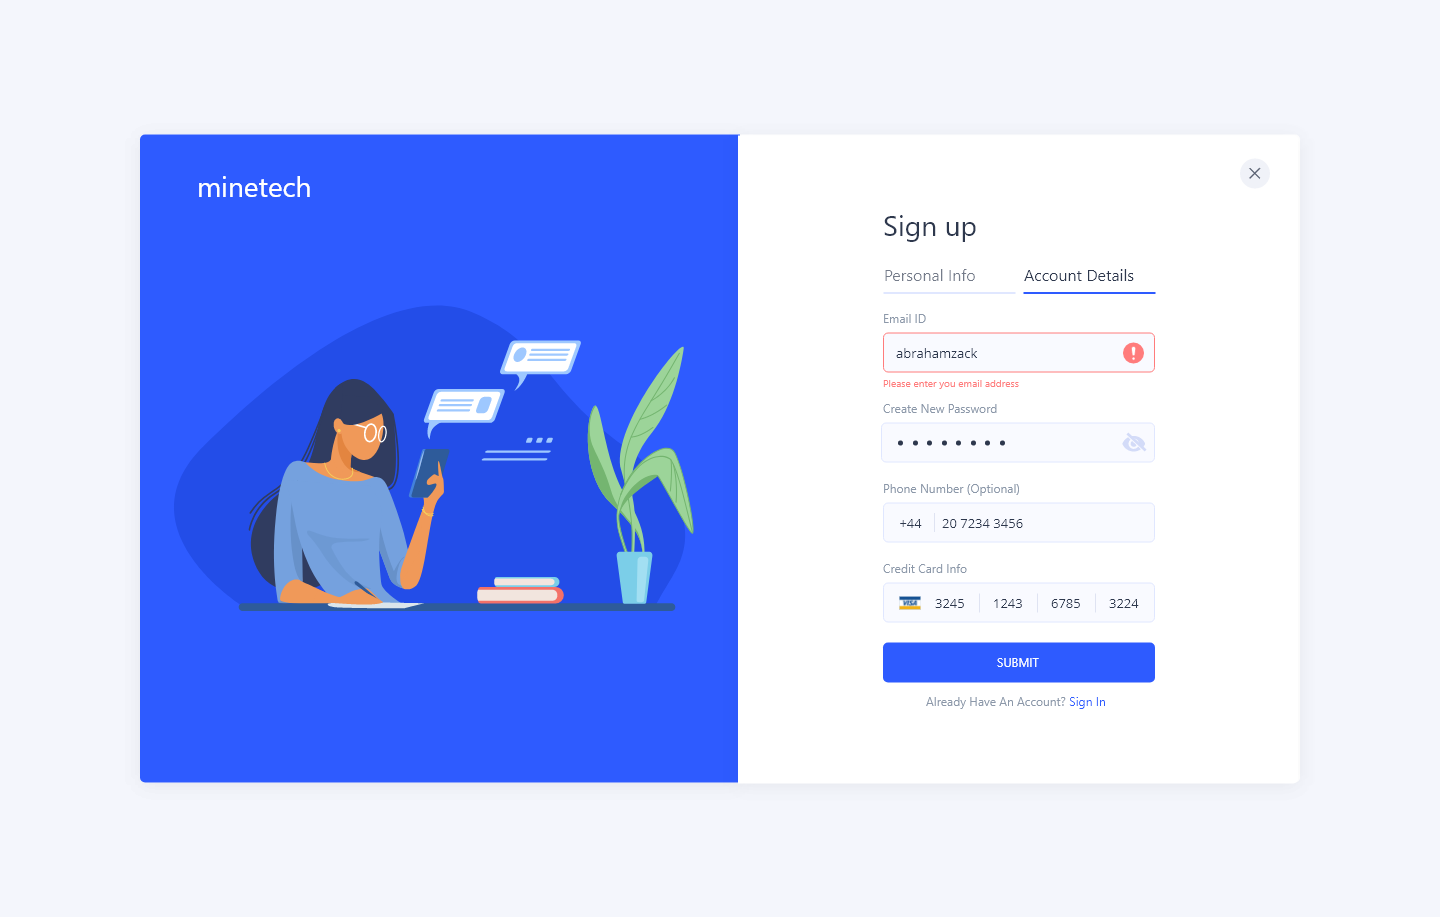 minetech
Sign up
Personal Info Account Details
Email ID
abrahamzack
Please enter you email address
Create New Password
Phone Number (Optional)
+44 20 7234 3456
Credit Card Info
VISA 3245 1243 6785 3224
SUBMIT
Already Have An Account? Sign In